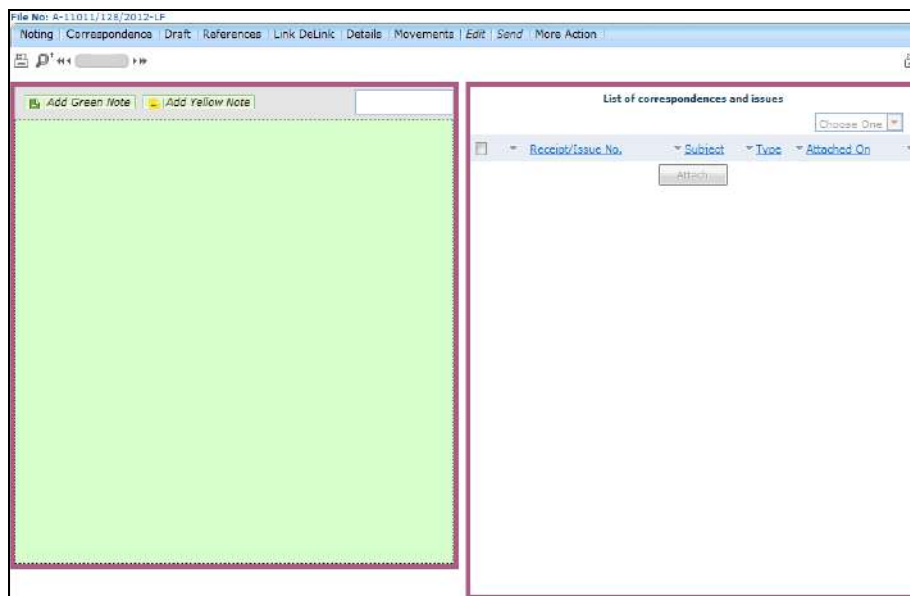 File No: A-11011/128/2012-LF
Noting Correspondence Draft References Link DeLink Details Movements Edit Send More Action
Add Green Note Add Yellow Note
List of correspondences and issues
Choose One
Receipt/Issue No. Subject Type Attached On
Attach